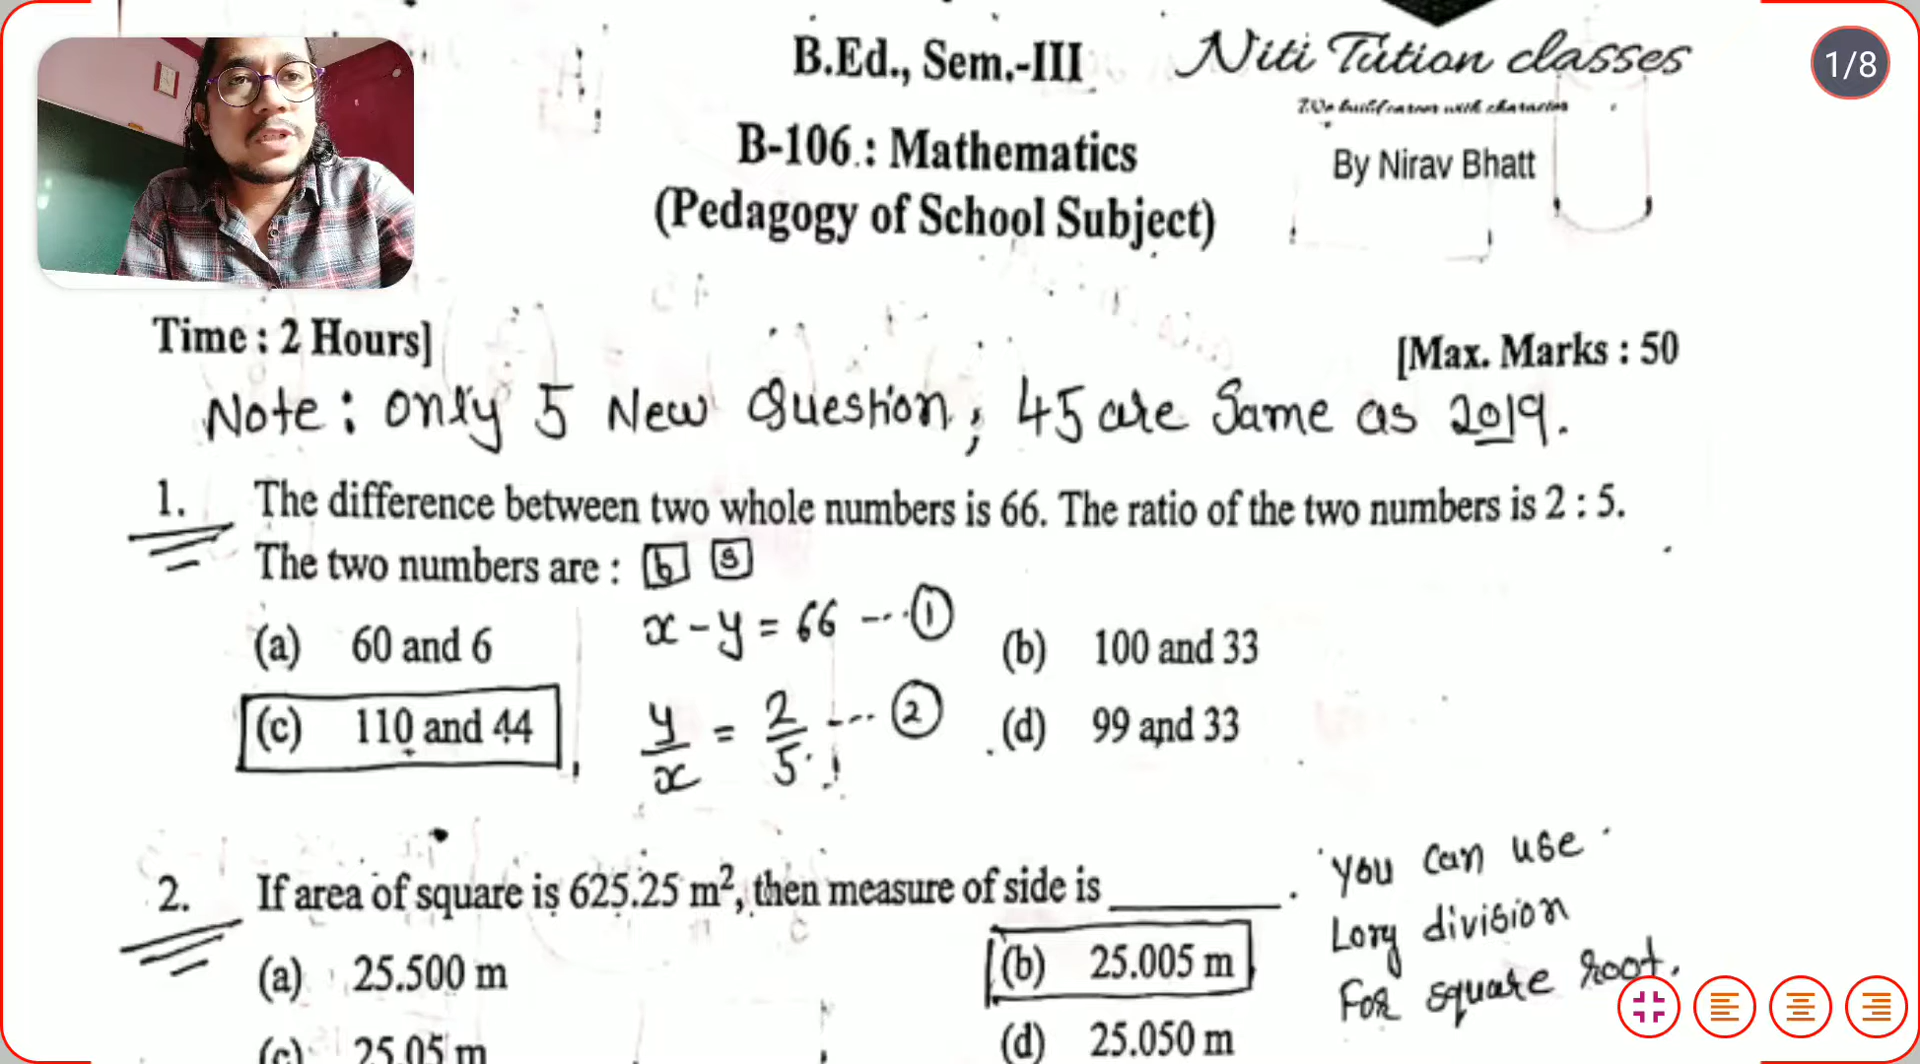 B.Ed., Sem.-III
Niti Tution classes
1/8
B-106 : Mathematics
By Nirav Bhatt
(Pedagogy of School Subject)
Time : 2 Hours]
[Max. Marks : 50
Note: only 5 New Question, 45 are Same as 2019.
1. The difference between two whole numbers is 66. The ratio of the two numbers is 2 : 5.
The two numbers are : b s
(a) 60 and 6
x - y = 66 --- 1
(b) 100 and 33
(c) 110 and 44
y/x = 2/5 --- 2
(d) 99 and 33
2. If area of square is 625.25 m², then measure of side is ________ .
You can use
Long division
For square root.
(a) 25.500 m
(b) 25.005 m
(c) 25.05 m
(d) 25.050 m